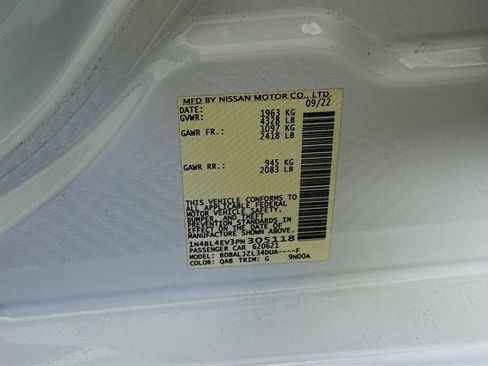 MFD BY NISSAN MOTOR CO., LTD.
DATE: 09/22
GVWR: 1963 KG
4328 LB
GAWR FR.: 1097 KG
2418 LB
GAWR RR.: 945 KG
2083 LB
THIS VEHICLE CONFORMS TO
ALL APPLICABLE FEDERAL
MOTOR VEHICLE SAFETY,
BUMPER, AND THEFT
PREVENTION STANDARDS IN
EFFECT ON THE DATE OF
MANUFACTURE SHOWN ABOVE.
1N4BL4EV3PN305118
PASSENGER CAR 620621
MODEL: BDBALJZL34DUA----F
COLOR: QAB TRIM: G 9N00A